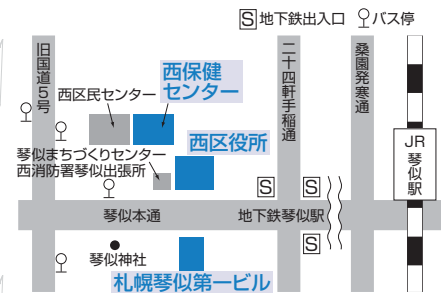 S 地下鉄出入口 バス停
旧国道5号
二十四軒手稲通
桑園発寒通
西保健
センター
西区民センター
西区役所
琴似まちづくりセンター
西消防署琴似出張所
JR
琴似駅
S
S
琴似本通
地下鉄琴似駅
S
琴似神社
札幌琴似第一ビル